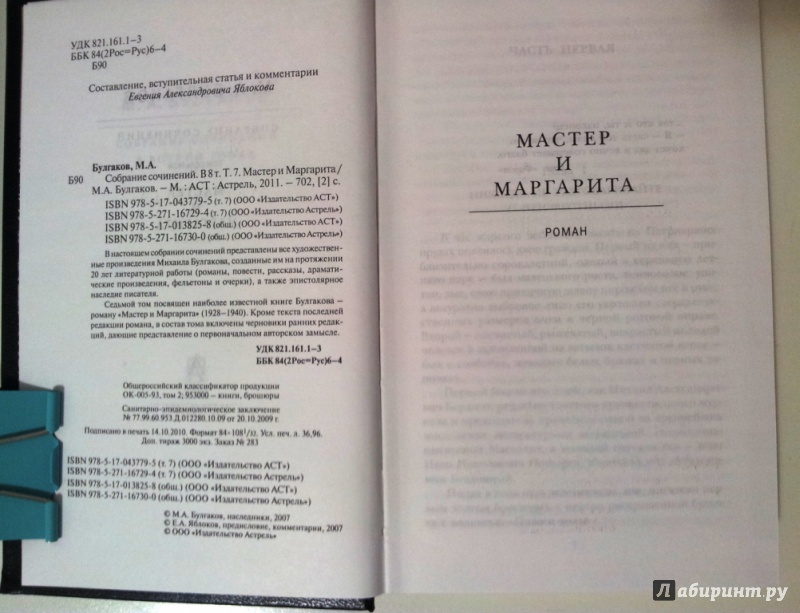 УДК 821.161.1–3
ББК 84(2Рос=Рус)6–4
Б90
Составление, вступительная статья и комментарии
Евгения Александровича Яблокова
Булгаков, М.А.
Б90 Собрание сочинений. В 8 т. Т. 7. Мастер и Маргарита /
М.А. Булгаков. – М. : АСТ : Астрель, 2011. – 702, [2] с.
ISBN 978-5-17-043779-5 (т. 7) (ООО «Издательство АСТ»)
ISBN 978-5-271-16729-4 (т. 7) (ООО «Издательство Астрель»)
ISBN 978-5-17-013825-8 (общ.) (ООО «Издательство АСТ»)
ISBN 978-5-271-16730-0 (общ.) (ООО «Издательство Астрель»)
В настоящем собрании сочинений представлены все художествен-
ные произведения Михаила Булгакова, созданные им на протяжении
20 лет литературной работы (романы, повести, рассказы, драмати-
ческие произведения, фельетоны и очерки), а также эпистолярное
наследие писателя.
Седьмой том посвящен наиболее известной книге Булгакова –
роману «Мастер и Маргарита» (1928–1940). Кроме текста последней
редакции романа, в состав тома включены черновики ранних редак-
ций, дающие представление о первоначальном авторском замысле.
УДК 821.161.1–3
ББК 84(2Рос=Рус)6–4
Общероссийский классификатор продукции
ОК-005-93, том 2; 953000 – книги, брошюры
Санитарно-эпидемиологическое заключение
№ 77.99.60.953.Д.012280.10.09 от 20.10.2009 г.
Подписано в печать 14.10.2010. Формат 84×108 1/32. Усл. печ. л. 36,96.
Доп. тираж 3000 экз. Заказ № 283
ISBN 978-5-17-043779-5 (т. 7) (ООО «Издательство АСТ»)
ISBN 978-5-271-16729-4 (т. 7) (ООО «Издательство Астрель»)
ISBN 978-5-17-013825-8 (общ.) (ООО «Издательство АСТ»)
ISBN 978-5-271-16730-0 (общ.) (ООО «Издательство Астрель»)
© М.А. Булгаков, наследники, 2007
© Е.А. Яблоков, предисловие, комментарии, 2007
© ООО «Издательство Астрель»
МАСТЕР
И
МАРГАРИТА
РОМАН
Лабиринт.ру